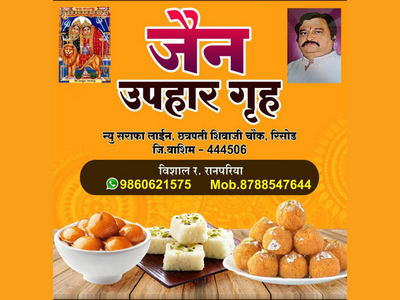 जैन
उपहार गृह
न्यु सराफा लाईन, छत्रपती शिवाजी चौक, रिसोड
जि.वाशिम - 444506
विशाल र. रानपरिया
9860621575 Mob.8788547644